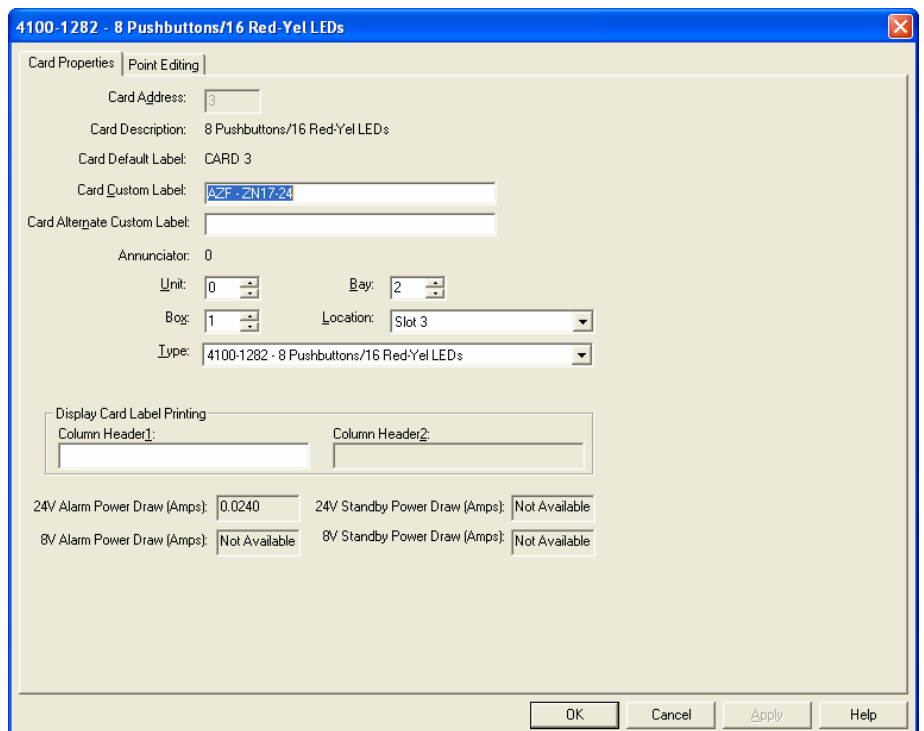 4100-1282 - 8 Pushbuttons/16 Red-Yel LEDs
Card Properties Point Editing
Card Address: 3
Card Description: 8 Pushbuttons/16 Red-Yel LEDs
Card Default Label: CARD 3
Card Custom Label: AZF - ZN17-24
Card Alternate Custom Label:
Annunciator: 0
Unit: 0 Bay: 2
Box: 1 Location: Slot 3
Type: 4100-1282 - 8 Pushbuttons/16 Red-Yel LEDs
Display Card Label Printing
Column Header1: Column Header2:
24V Alarm Power Draw (Amps): 0.0240 24V Standby Power Draw (Amps): Not Available
8V Alarm Power Draw (Amps): Not Available 8V Standby Power Draw (Amps): Not Available
OK Cancel Apply Help